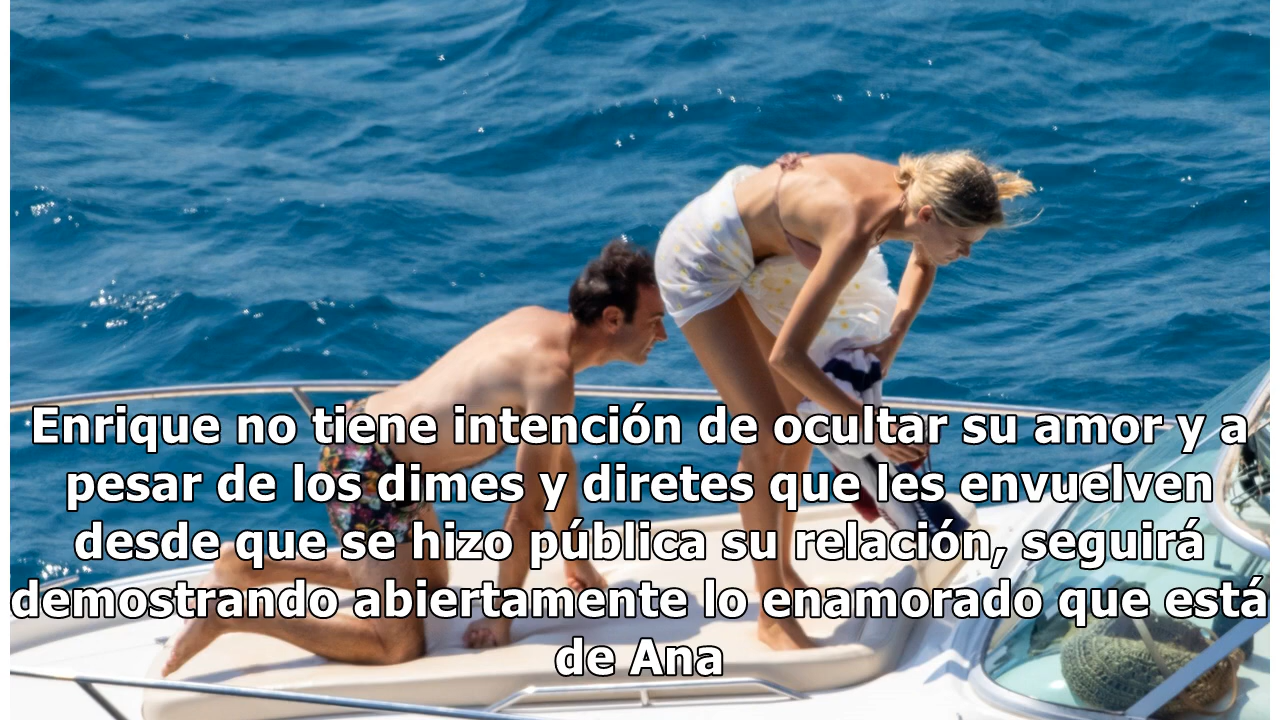 Enrique no tiene intención de ocultar su amor y a
pesar de los dimes y diretes que les envuelven
desde que se hizo pública su relación, seguirá
demostrando abiertamente lo enamorado que está
de Ana